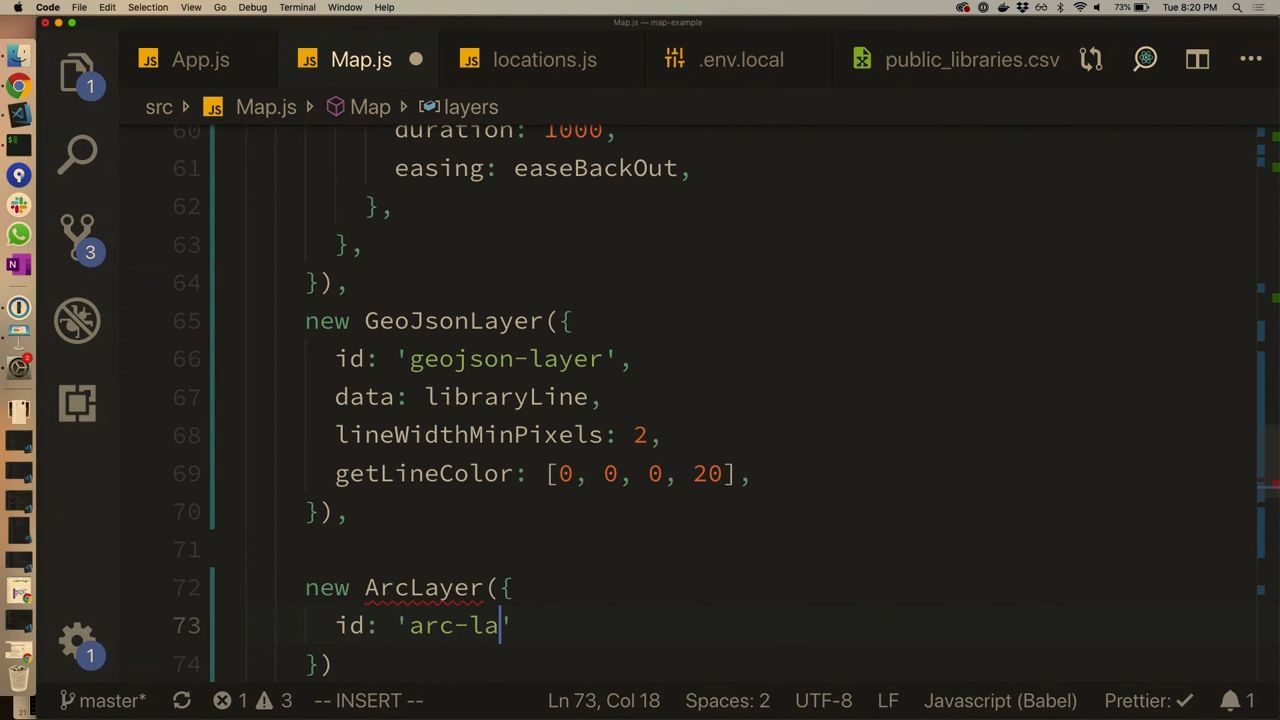 Code File Edit Selection View Go Debug Terminal Window Help 73% Tue 8:20 PM
Map.js — map-example
JS App.js JS Map.js JS locations.js .env.local public_libraries.csv
src JS Map.js Map layers
60 duration: 1000,
61 easing: easeBackOut,
62 },
63 },
64 }),
65 new GeoJsonLayer({
66 id: 'geojson-layer',
67 data: libraryLine,
68 lineWidthMinPixels: 2,
69 getLineColor: [0, 0, 0, 20],
70 }),
71
72 new ArcLayer({
73 id: 'arc-la'
74 })
1
3
1
master* 1 3 -- INSERT -- Ln 73, Col 18 Spaces: 2 UTF-8 LF Javascript (Babel) Prettier: 1